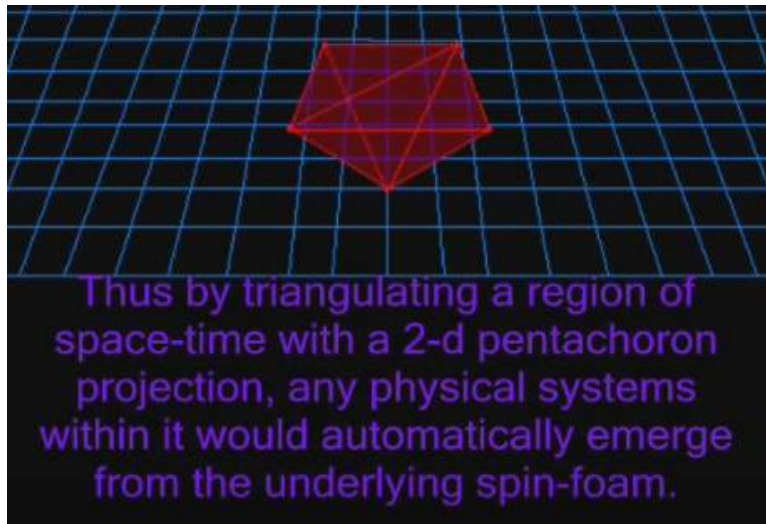 Thus by triangulating a region of
space-time with a 2-d pentachoron
projection, any physical systems
within it would automatically emerge
from the underlying spin-foam.